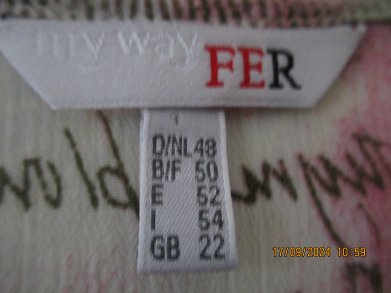 my way FER
D/NL 48
B/F 50
E 52
I 54
GB 22
17/09/2024 10:59